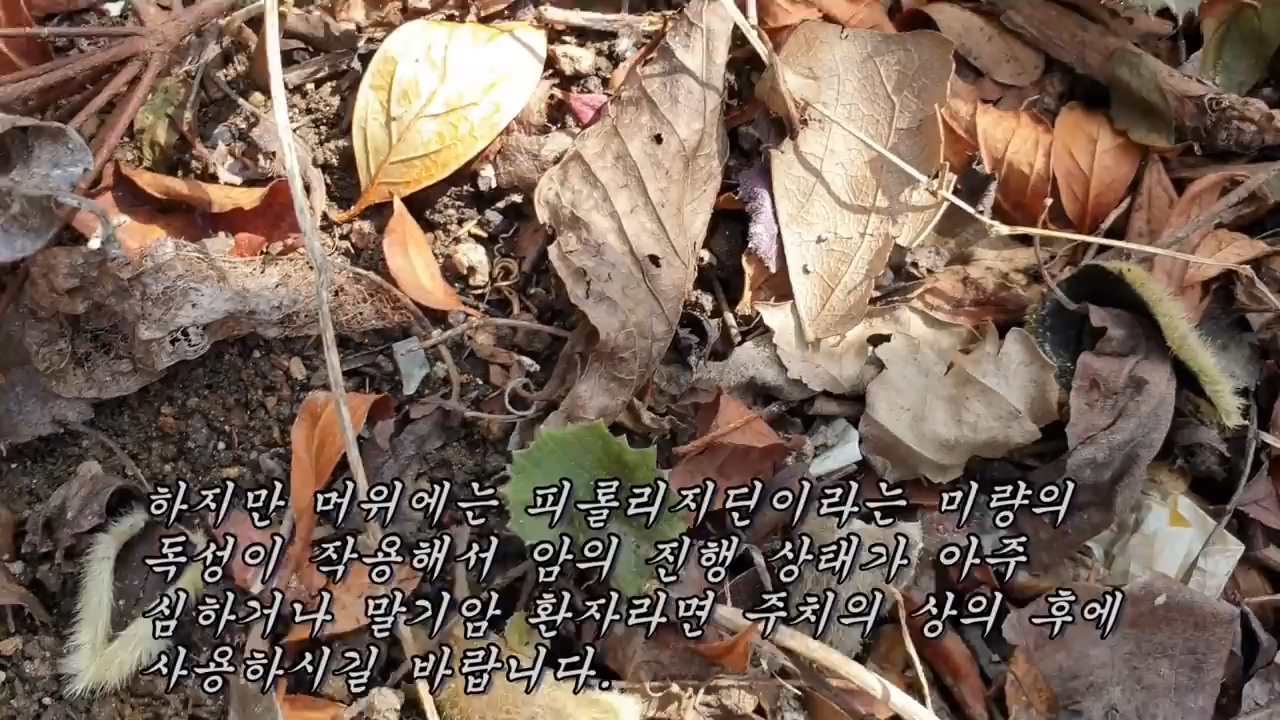 하지만 머위에는 피롤리지딘이라는 미량의
독성이 작용해서 암의 진행 상태가 아주
심하거나 말기암 환자라면 주치의 상의 후에
사용하시길 바랍니다.